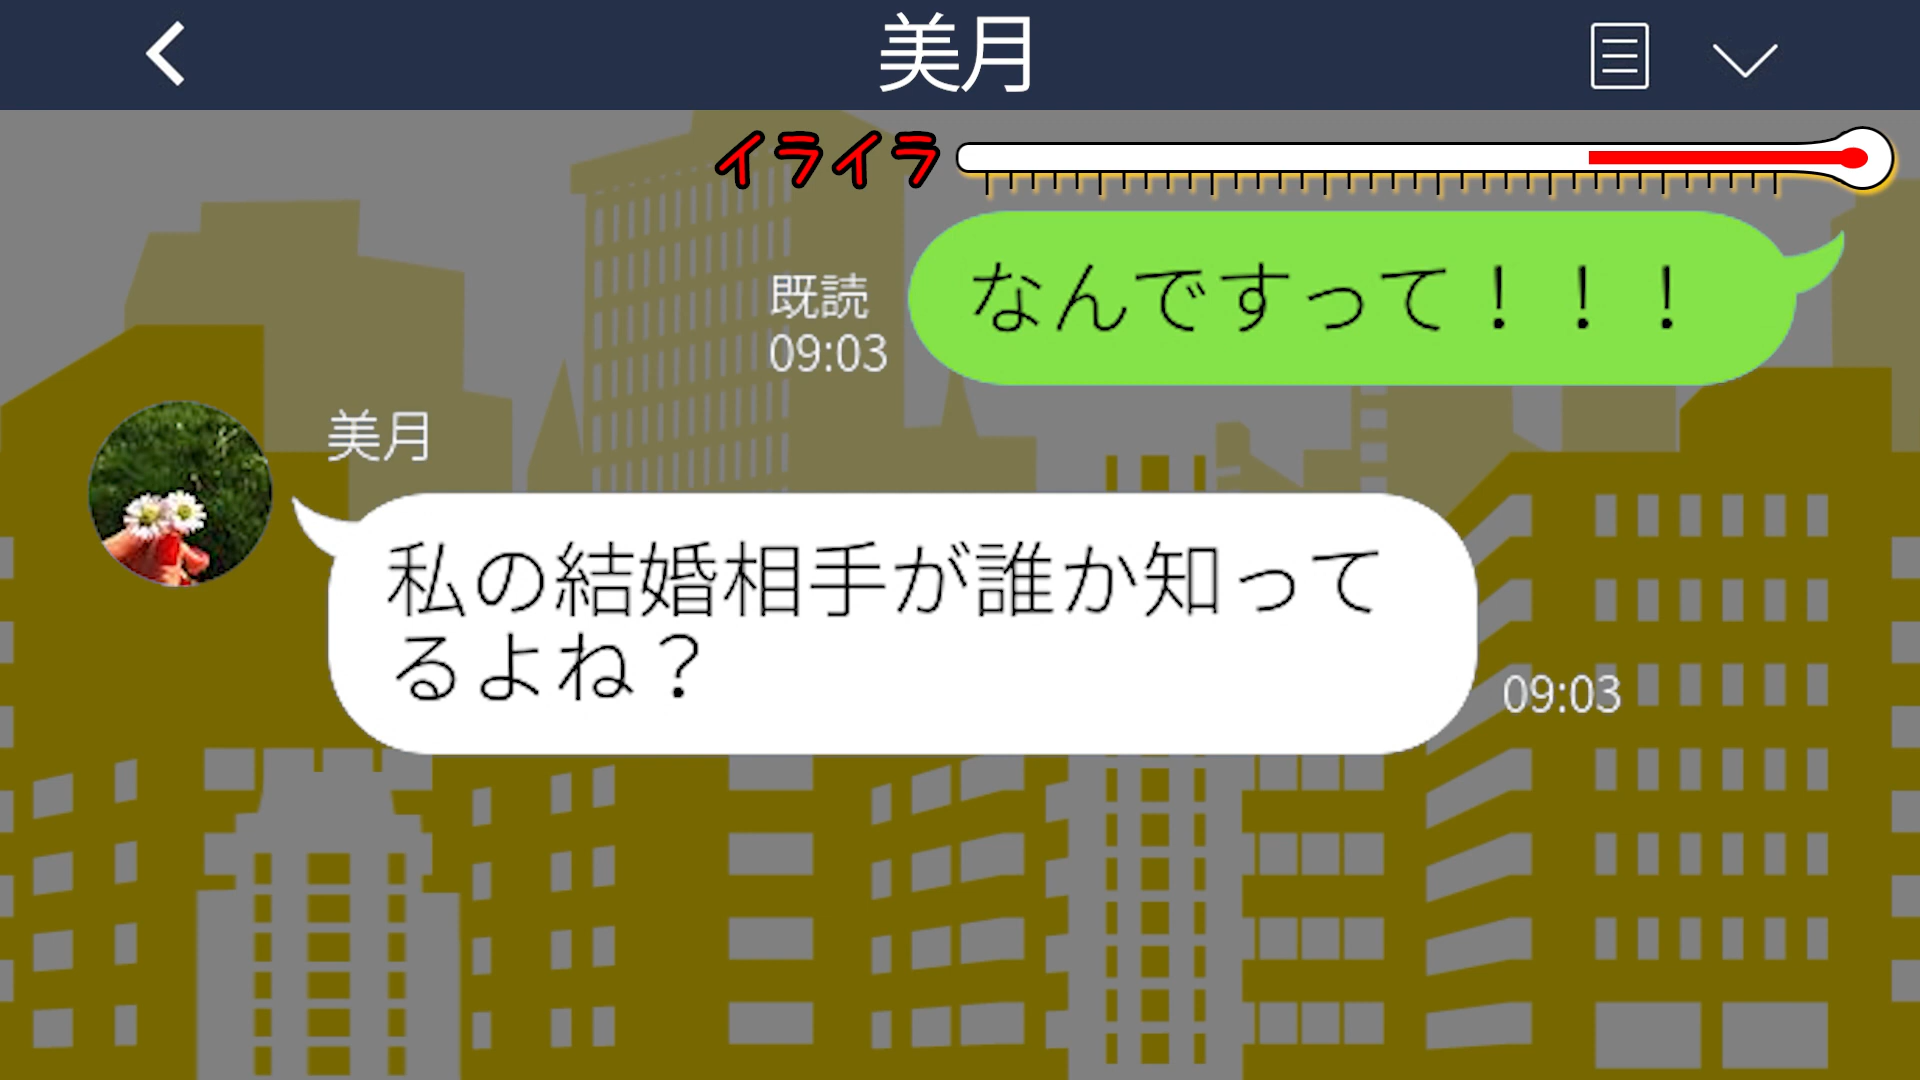 美月
イライラ
なんですって！！！
既読
09:03
美月
私の結婚相手が誰か知って
るよね？
09:03